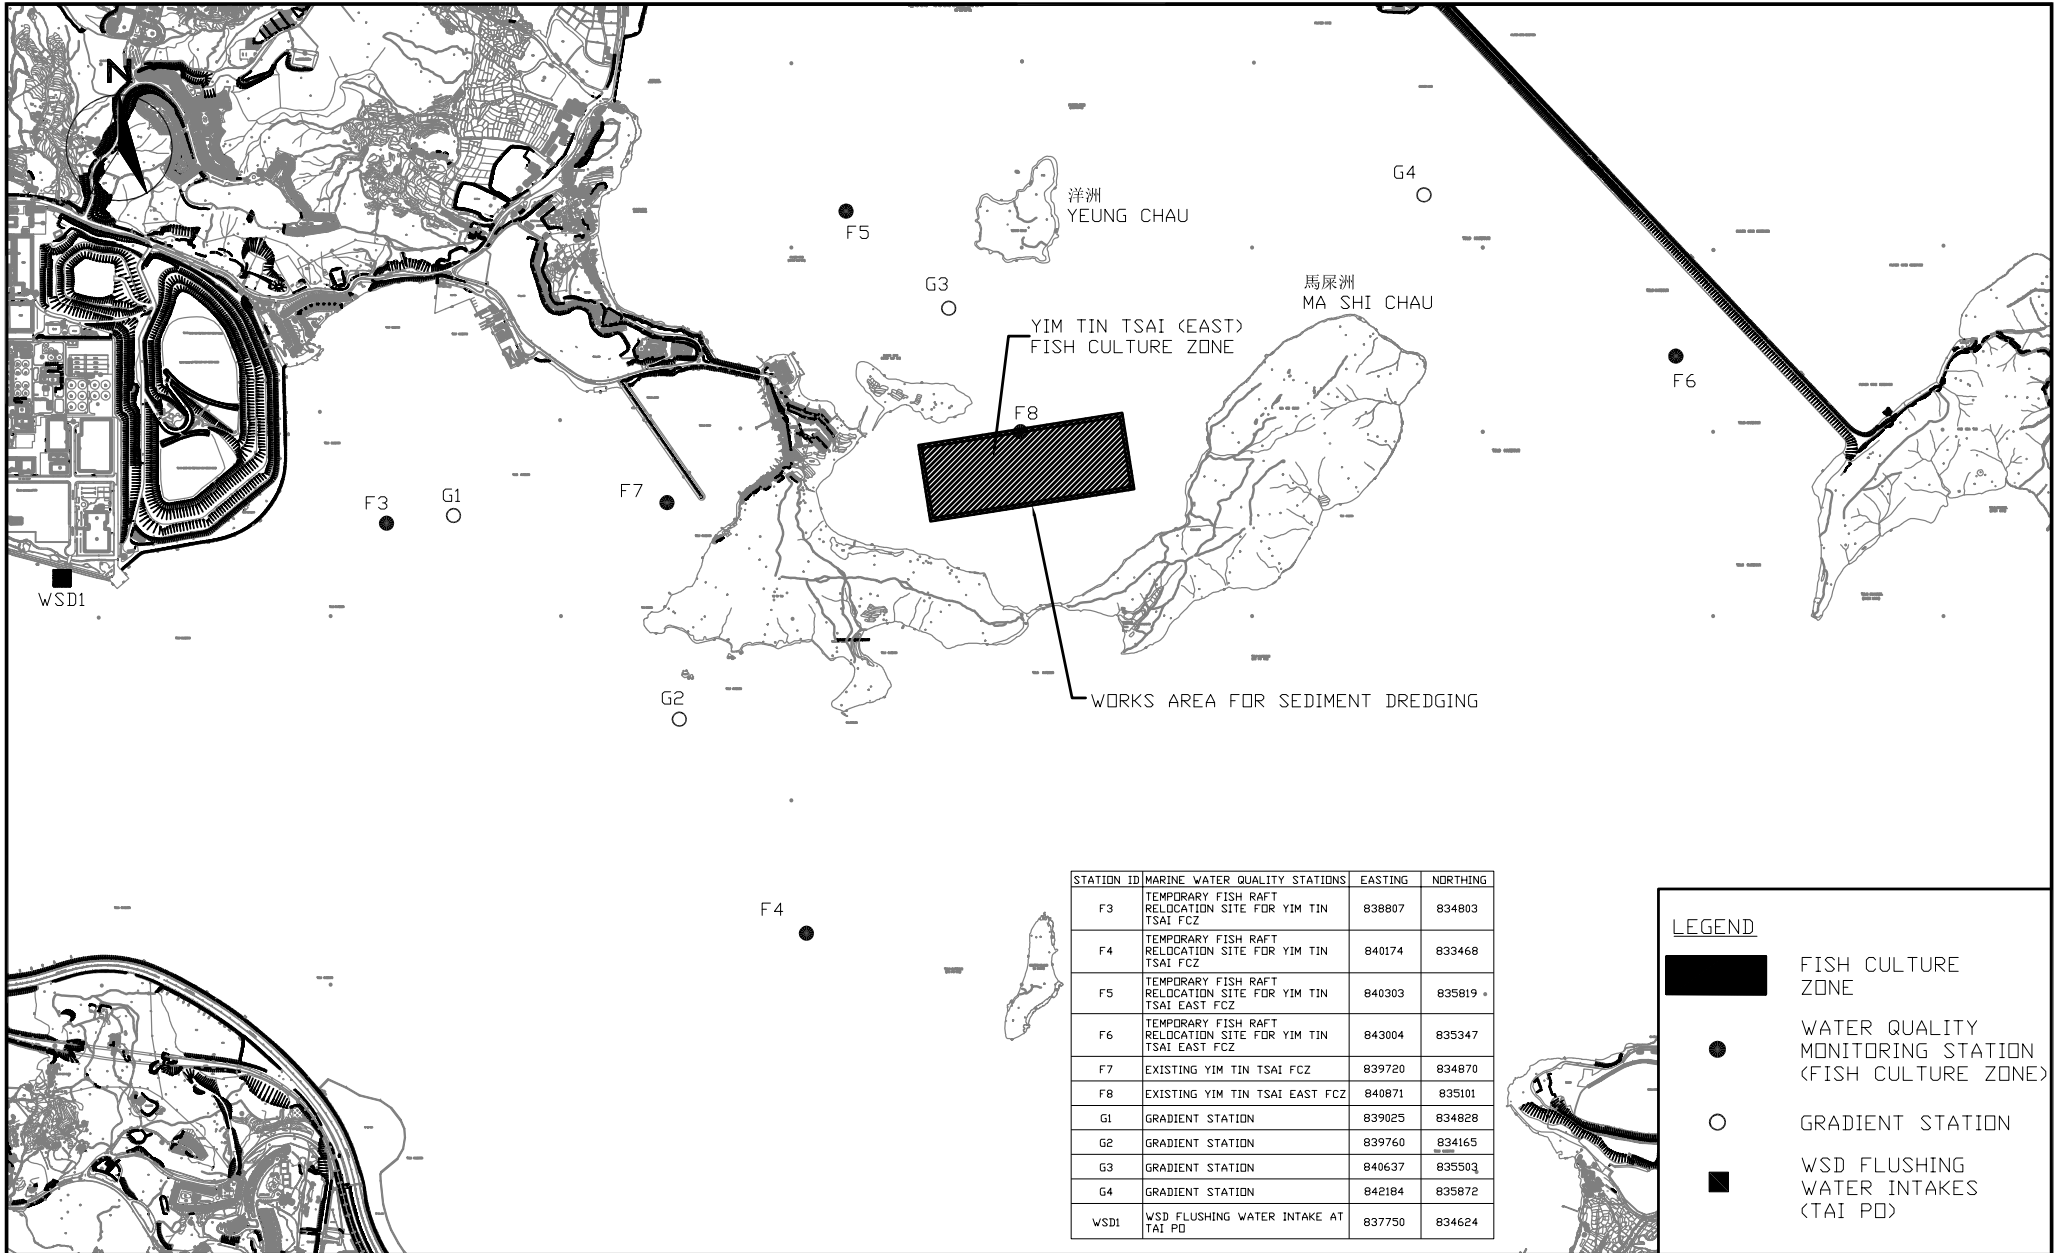 N
F5
洋洲
YEUNG CHAU
G4
G3
馬屎洲
MA SHI CHAU
YIM TIN TSAI (EAST)
FISH CULTURE ZONE
F6
F8
F7
G1
F3
WSD1
G2
WORKS AREA FOR SEDIMENT DREDGING
F4
STATION ID MARINE WATER QUALITY STATIONS EASTING NORTHING
TEMPORARY FISH RAFT
F3 RELOCATION SITE FOR YIM TIN 838807 834803
TSAI FCZ
TEMPORARY FISH RAFT
F4 RELOCATION SITE FOR YIM TIN 840174 833468
TSAI FCZ
TEMPORARY FISH RAFT
F5 RELOCATION SITE FOR YIM TIN 840303 835819
TSAI EAST FCZ
TEMPORARY FISH RAFT
F6 RELOCATION SITE FOR YIM TIN 843004 835347
TSAI EAST FCZ
F7 EXISTING YIM TIN TSAI FCZ 839720 834870
F8 EXISTING YIM TIN TSAI EAST FCZ 840871 835101
G1 GRADIENT STATION 839025 834828
G2 GRADIENT STATION 839760 834165
G3 GRADIENT STATION 840637 835503
G4 GRADIENT STATION 842184 835872
WSD1 WSD FLUSHING WATER INTAKE AT 837750 834624
TAI PO
LEGEND
FISH CULTURE
ZONE
WATER QUALITY
MONITORING STATION
(FISH CULTURE ZONE)
GRADIENT STATION
WSD FLUSHING
WATER INTAKES
(TAI PO)